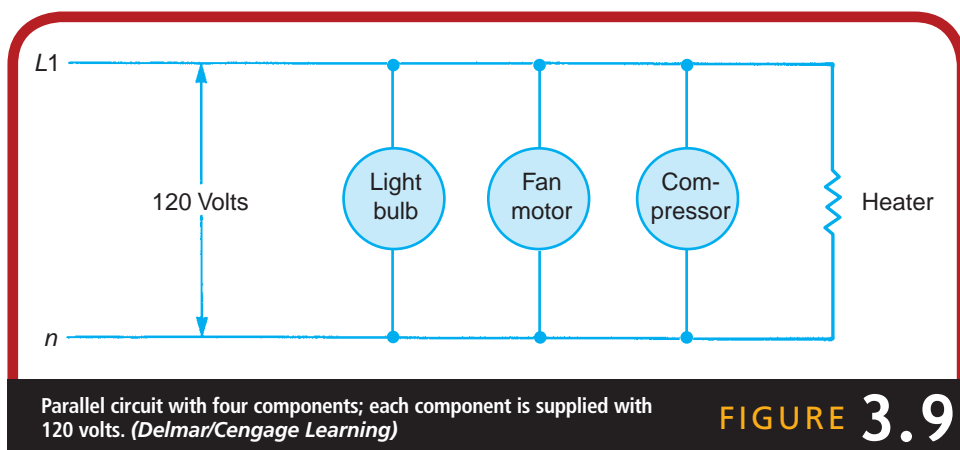 L1
120 Volts
Light
bulb
Fan
motor
Com-
pressor
Heater
n
Parallel circuit with four components; each component is supplied with
120 volts. (Delmar/Cengage Learning)
FIGURE 3.9